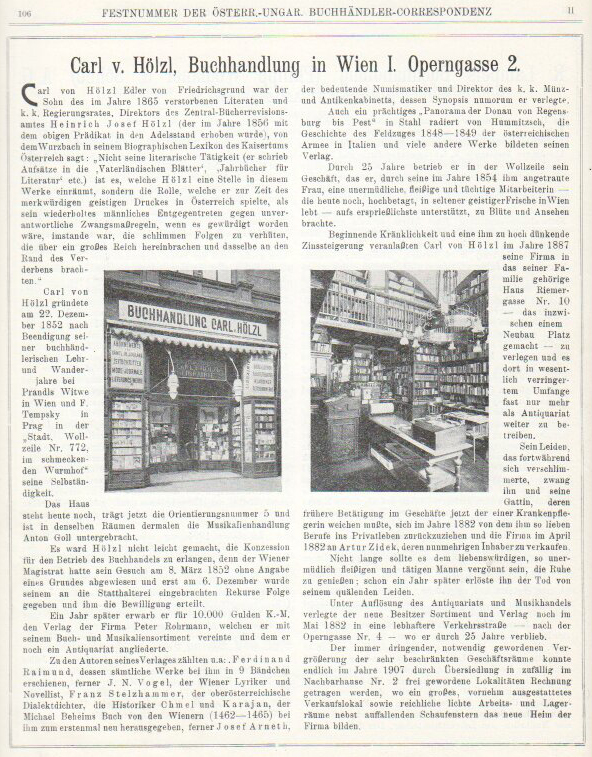 106
FESTNUMMER DER ÖSTERR.-UNGAR. BUCHHÄNDLER-CORRESPONDENZ
II
Carl v. Hölzl, Buchhandlung in Wien I. Operngasse 2.
Carl von Hölzl Edler von Friedrichsgrund war der
Sohn des im Jahre 1865 verstorbenen Literaten und
k. k. Regierungsrates, Direktors des Zentral-Bücherrevisions-
amtes Heinrich Josef Hölzl (der im Jahre 1856 mit
dem obigen Prädikat in den Adelsstand erhoben wurde), von
dem Wurzbach in seinem Biographischen Lexikon des Kaisertums
Österreich sagt: „Nicht seine literarische Tätigkeit (er schrieb
Aufsätze in die ‚Vaterländischen Blätter‘, ‚Jahrbücher für
Literatur‘ etc.) ist es, welche Hölzl eine Stelle in diesem
Werke einräumt, sondern die Rolle, welche er zur Zeit des
merkwürdigen geistigen Druckes in Österreich spielte, als
sein wiederholtes männliches Entgegentreten gegen unver-
antwortliche Zwangsmaßregeln, wenn es gewürdigt worden
wäre, imstande war, die schlimmen Folgen zu verhüten,
die über ein großes Reich hereinbrachen und dasselbe an den
Rand des Ver-
derbens brach-
ten.“
Carl von
Hölzl gründete
am 22. Dezem-
ber 1852 nach
Beendigung sei-
ner buchhänd-
lerischen Lehr-
und Wander-
jahre bei
Prandls Witwe
in Wien und F.
Tempsky in
Prag in der
„Stadt, Woll-
zeile Nr. 772,
im schmecken-
den Wurmhof“
seine Selbstän-
digkeit.
Das Haus
steht heute noch, trägt jetzt die Orientierungsnummer 5 und
ist in denselben Räumen dermalen die Musikalienhandlung
Anton Goll untergebracht.
Es ward Hölzl nicht leicht gemacht, die Konzession
für den Betrieb des Buchhandels zu erlangen, denn der Wiener
Magistrat hatte sein Gesuch am 8. März 1852 ohne Angabe
eines Grundes abgewiesen und erst am 6. Dezember wurde
seinem an die Statthalterei eingebrachten Rekurse Folge
gegeben und ihm die Bewilligung erteilt.
Ein Jahr später erwarb er für 10.000 Gulden K.-M.
den Verlag der Firma Peter Rohrmann, welchen er mit
seinem Buch- und Musikaliensortiment vereinte und dem er
noch ein Antiquariat angliederte.
Zu den Autoren seines Verlages zählten u. a.: Ferdinand
Raimund, dessen sämtliche Werke bei ihm in 9 Bändchen
erschienen, ferner J. N. Vogel, der Wiener Lyriker und
Novellist, Franz Stelzhammer, der oberösterreichische
Dialektdichter, die Historiker Chmel und Karajan, der
Michael Beheims Buch von den Wienern (1462—1465) bei
ihm zum erstenmal neu herausgegeben, ferner Josef Arneth,
BUCHHANDLUNG CARL HÖLZL
der bedeutende Numismatiker und Direktor des k. k. Münz-
und Antikenkabinetts, dessen Synopsis numorum er verlegte.
Auch ein prächtiges „Panorama der Donau von Regens-
burg bis Pest“ in Stahl radiert von Hummitzsch, die
Geschichte des Feldzuges 1848—1849 der österreichischen
Armee in Italien und viele andere Werke bildeten seinen
Verlag.
Durch 25 Jahre betrieb er in der Wollzeile sein
Geschäft, das er, durch seine im Jahre 1854 ihm angetraute
Frau, eine unermüdliche, fleißige und tüchtige Mitarbeiterin —
die heute noch, hochbetagt, in seltener geistiger Frische in Wien
lebt — aufs ersprießlichste unterstützt, zu Blüte und Ansehen
brachte.
Beginnende Kränklichkeit und eine ihm zu hoch dünkende
Zinssteigerung veranlaßten Carl von Hölzl im Jahre 1887
seine Firma in
das seiner Fa-
milie gehörige
Haus Riemer-
gasse Nr. 10
— das inzwi-
schen einem
Neubau Platz
gemacht — zu
verlegen und es
dort in wesent-
lich verringer-
tem Umfange
fast nur mehr
als Antiquariat
weiter zu be-
treiben.
Sein Leiden,
das fortwährend
sich verschlim-
merte, zwang
ihn und seine
Gattin, deren
frühere Betätigung im Geschäfte jetzt der einer Krankenpfle-
gerin weichen mußte, sich im Jahre 1882 von dem ihm so lieben
Berufe ins Privatleben zurückzuziehen und die Firma im April
1882 an Artur Zidek, deren nunmehrigen Inhaber zu verkaufen.
Nicht lange sollte es dem liebenswürdigen, so uner-
müdlich fleißigen und tätigen Manne vergönnt sein, die Ruhe
zu genießen; schon ein Jahr später erlöste ihn der Tod von
seinem quälenden Leiden.
Unter Auflösung des Antiquariats und Musikhandels
verlegte der neue Besitzer Sortiment und Verlag noch im
Mai 1882 in eine lebhaftere Verkehrsstraße — nach der
Operngasse Nr. 4 — wo er durch 25 Jahre verblieb.
Der immer dringender, notwendig gewordenen Ver-
größerung der sehr beschränkten Geschäftsräume konnte
endlich im Jahre 1907 durch Übersiedlung in zufällig im
Nachbarhause Nr. 2 frei gewordene Lokalitäten Rechnung
getragen werden, wo ein großes, vornehm ausgestattetes
Verkaufslokal sowie reichliche lichte Arbeits- und Lager-
räume nebst auffallenden Schaufenstern das neue Heim der
Firma bilden.